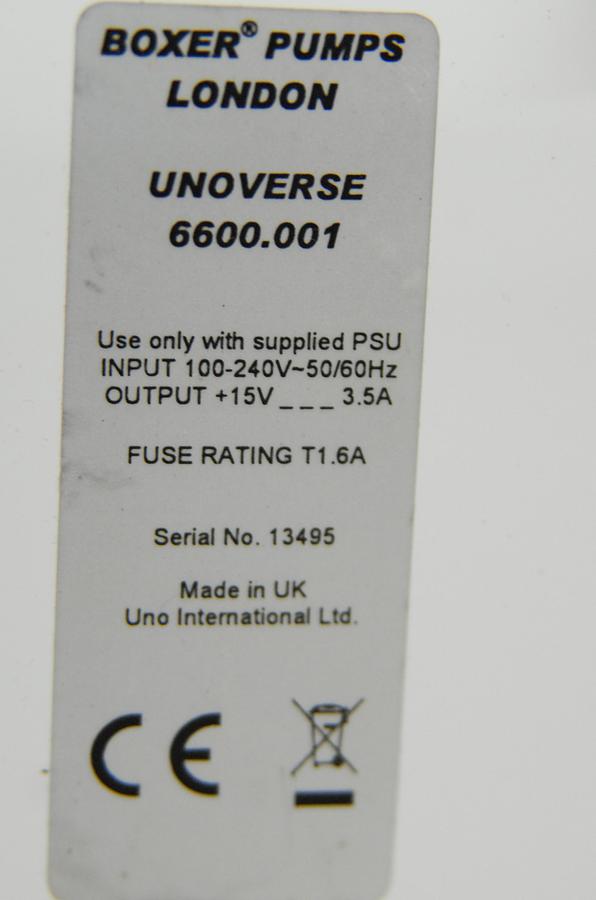 BOXER® PUMPS
LONDON
UNOVERSE
6600.001
Use only with supplied PSU
INPUT 100-240V~50/60Hz
OUTPUT +15V _ _ _ 3.5A
FUSE RATING T1.6A
Serial No. 13495
Made in UK
Uno International Ltd.
CE